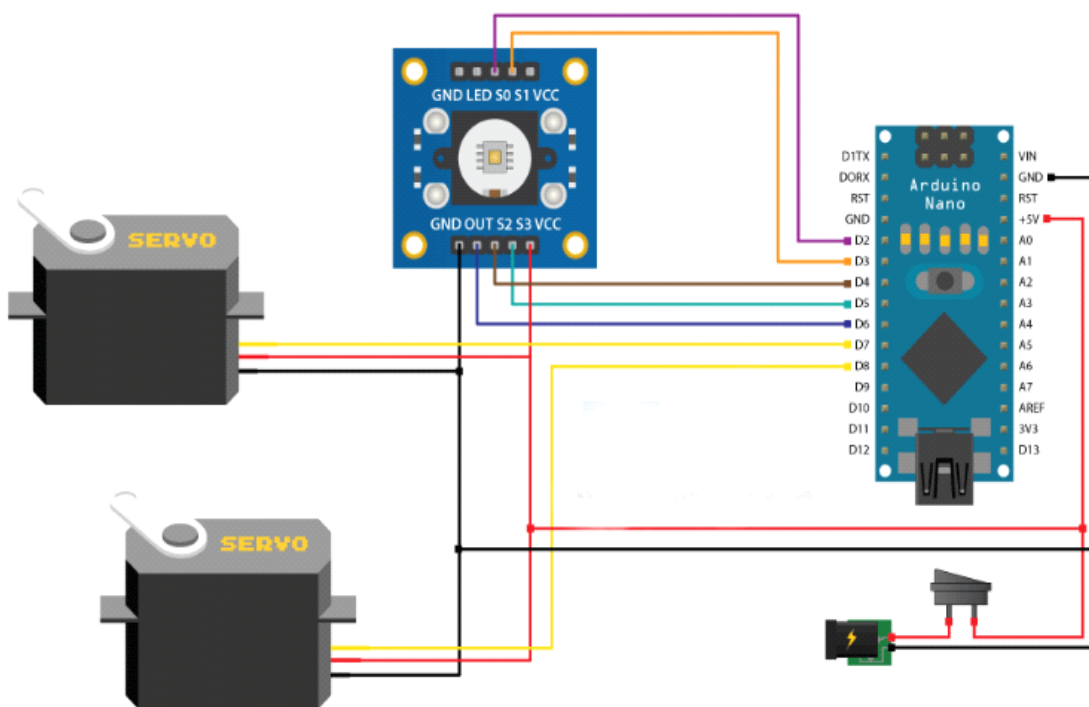 GND LED S0 S1 VCC
GND OUT S2 S3 VCC
SERVO
SERVO
Arduino
Nano
D1TX
DORX
RST
GND
D2
D3
D4
D5
D6
D7
D8
D9
D10
D11
D12
VIN
GND
RST
+5V
A0
A1
A2
A3
A4
A5
A6
A7
AREF
3V3
D13